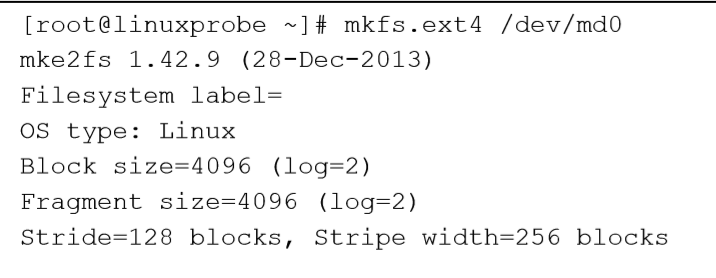 [root@linuxprobe ~]# mkfs.ext4 /dev/md0
mke2fs 1.42.9 (28-Dec-2013)
Filesystem label=
OS type: Linux
Block size=4096 (log=2)
Fragment size=4096 (log=2)
Stride=128 blocks, Stripe width=256 blocks